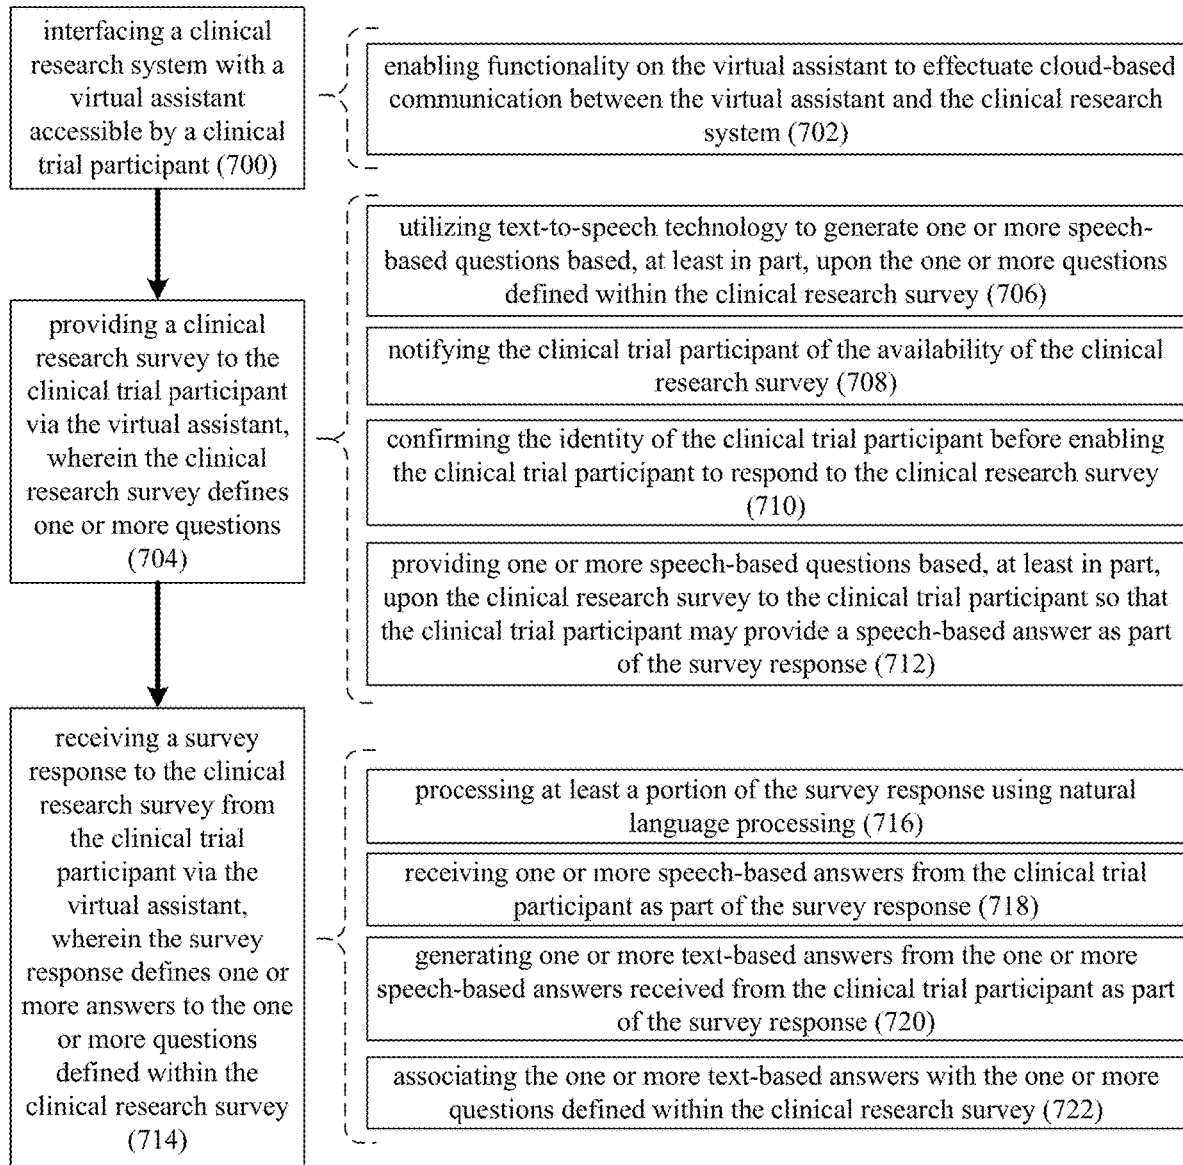 interfacing a clinical
research system with a
virtual assistant
accessible by a clinical
trial participant (700)
enabling functionality on the virtual assistant to effectuate cloud-based
communication between the virtual assistant and the clinical research
system (702)
providing a clinical
research survey to the
clinical trial participant
via the virtual assistant,
wherein the clinical
research survey defines
one or more questions
(704)
utilizing text-to-speech technology to generate one or more speech-
based questions based, at least in part, upon the one or more questions
defined within the clinical research survey (706)
notifying the clinical trial participant of the availability of the clinical
research survey (708)
confirming the identity of the clinical trial participant before enabling
the clinical trial participant to respond to the clinical research survey
(710)
providing one or more speech-based questions based, at least in part,
upon the clinical research survey to the clinical trial participant so that
the clinical trial participant may provide a speech-based answer as part
of the survey response (712)
receiving a survey
response to the clinical
research survey from
the clinical trial
participant via the
virtual assistant,
wherein the survey
response defines one or
more answers to the one
or more questions
defined within the
clinical research survey
(714)
processing at least a portion of the survey response using natural
language processing (716)
receiving one or more speech-based answers from the clinical trial
participant as part of the survey response (718)
generating one or more text-based answers from the one or more
speech-based answers received from the clinical trial participant as part
of the survey response (720)
associating the one or more text-based answers with the one or more
questions defined within the clinical research survey (722)